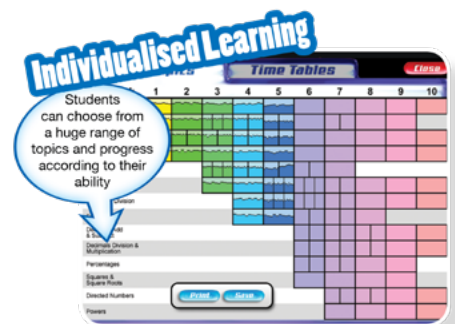 Individualised Learning
Time Tables
Close
1 2 3 4 5 6 7 8 9 10
Students
can choose from
a huge range of
topics and progress
according to their
ability
Division
& Su
Decimals Division &
Multiplication
Percentages
Squares &
Square Roots
Directed Numbers
Powers
Print
Save